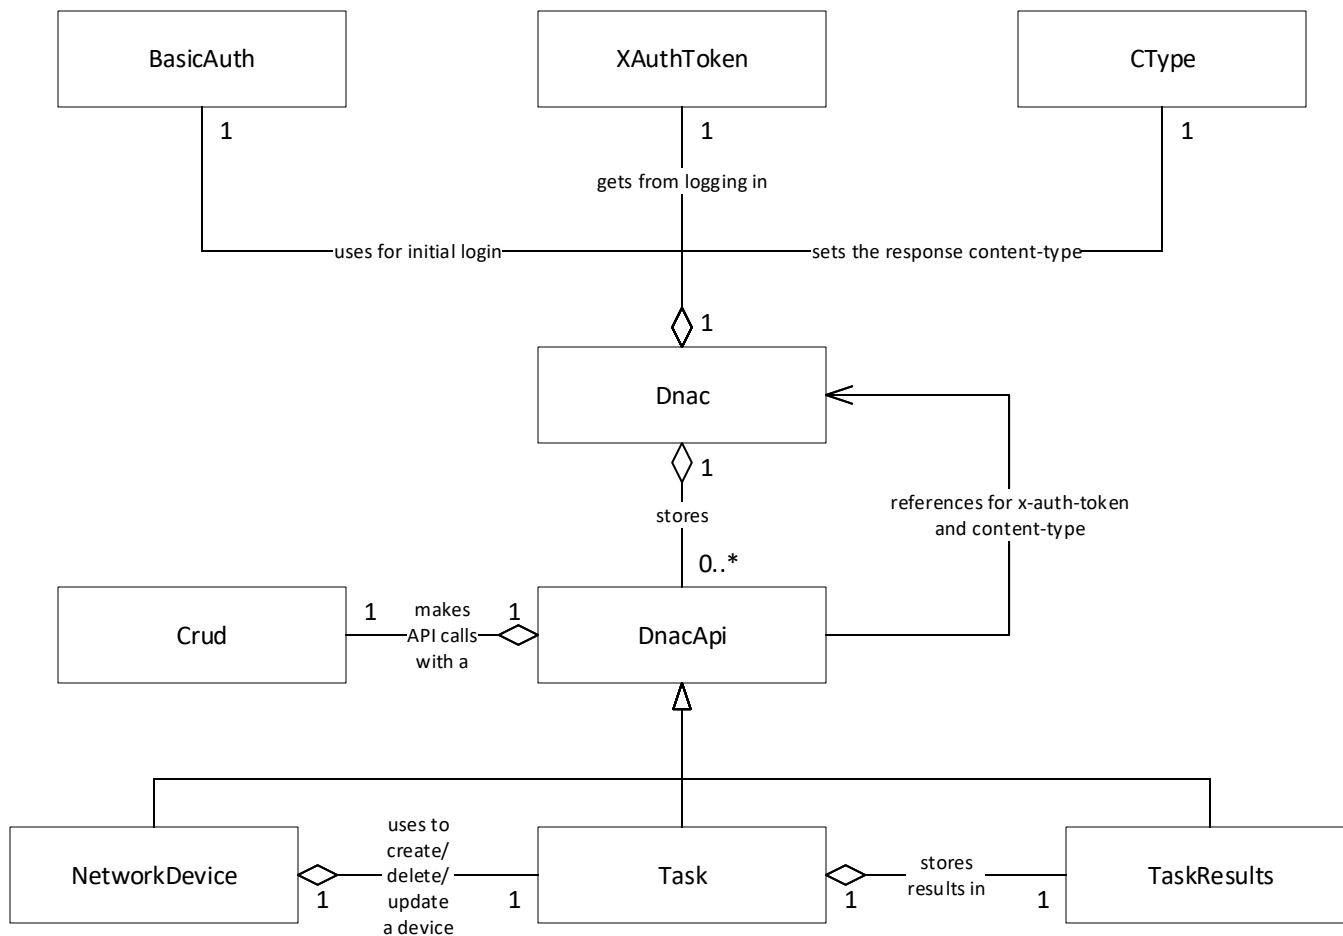 BasicAuth
XAuthToken
CType
1
1
1
gets from logging in
uses for initial login
sets the response content-type
1
Dnac
1
references for x-auth-token
and content-type
stores
0..*
Crud
1
makes
API calls
with a
1
DnacApi
NetworkDevice
1
uses to
create/
delete/
update
a device
1
Task
1
stores
results in
1
TaskResults